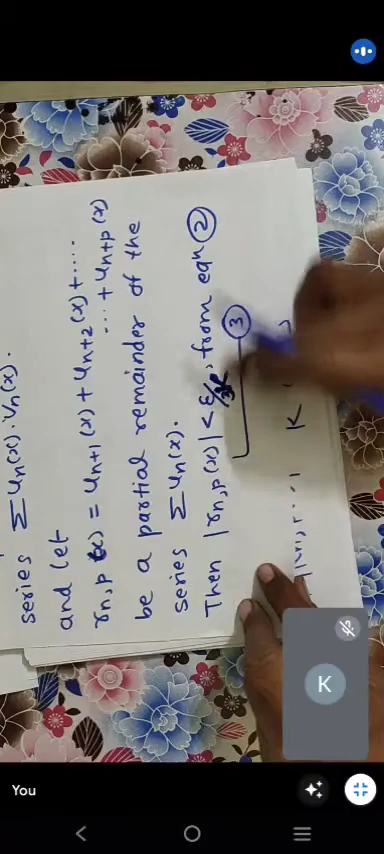 series Σ un(x). vn(x).
and let
rn,p (x) = un+1 (x) + un+2 (x) + ....
... + un+p (x)
be a partial remainder of the
series Σ un(x).
Then | rn,p (x) | < ε/3k, from eqn ②
③
K
You